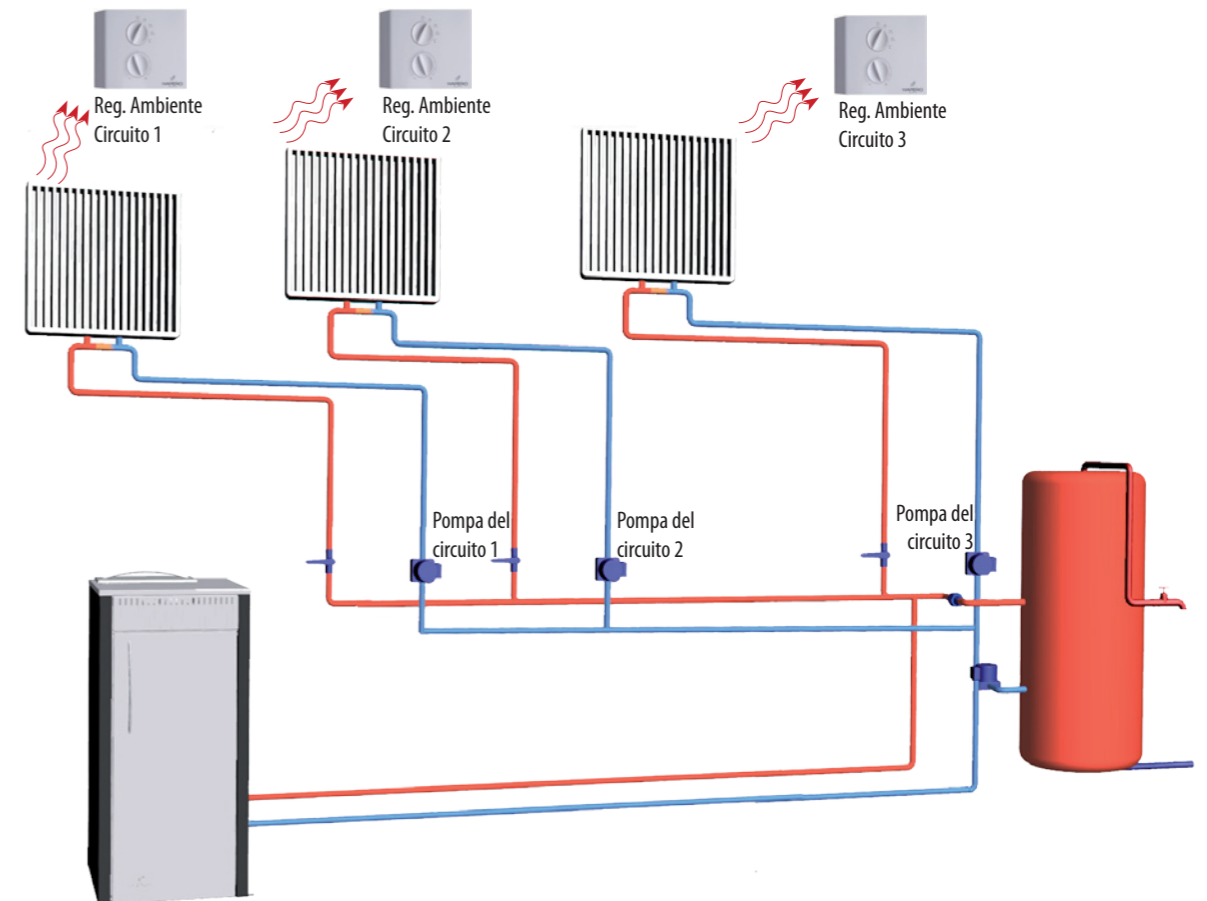 Reg. Ambiente
Circuito 1
Reg. Ambiente
Circuito 2
Reg. Ambiente
Circuito 3
Pompa del
circuito 1
Pompa del
circuito 2
Pompa del
circuito 3